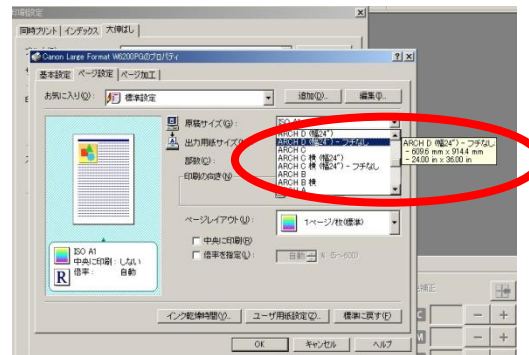 印刷設定
同時プリント インデックス 大伸ばし
Canon Large Format W6200PGのプロパティ
基本設定 ページ設定 ページ加工
お気に入り(Q): 標準設定 追加(D).. 編集(I)..
原稿サイズ(G): ISO A1
出力用紙サイズ
ARCH D (幅24")
ARCH D (幅24") - フチなし
ARCH C
ARCH C 横 (幅24")
ARCH C 横 (幅24") - フチなし
ARCH B
ARCH B 横
ARCH D (幅24") - フチなし
- 609.6 mm × 914.4 mm
- 24.00 in x 36.00 in
部数(C):
印刷の向き(N)
ページレイアウト(U): 1ページ/枚(標準)
中央に印刷(R)
倍率を指定(L): 自動 % (5～600)
ISO A1
中央に印刷: しない
倍率: 自動
R
インク乾燥時間(Y).. ユーザ用紙設定(Z).. 標準に戻す(F)
OK キャンセル ヘルプ
C
M